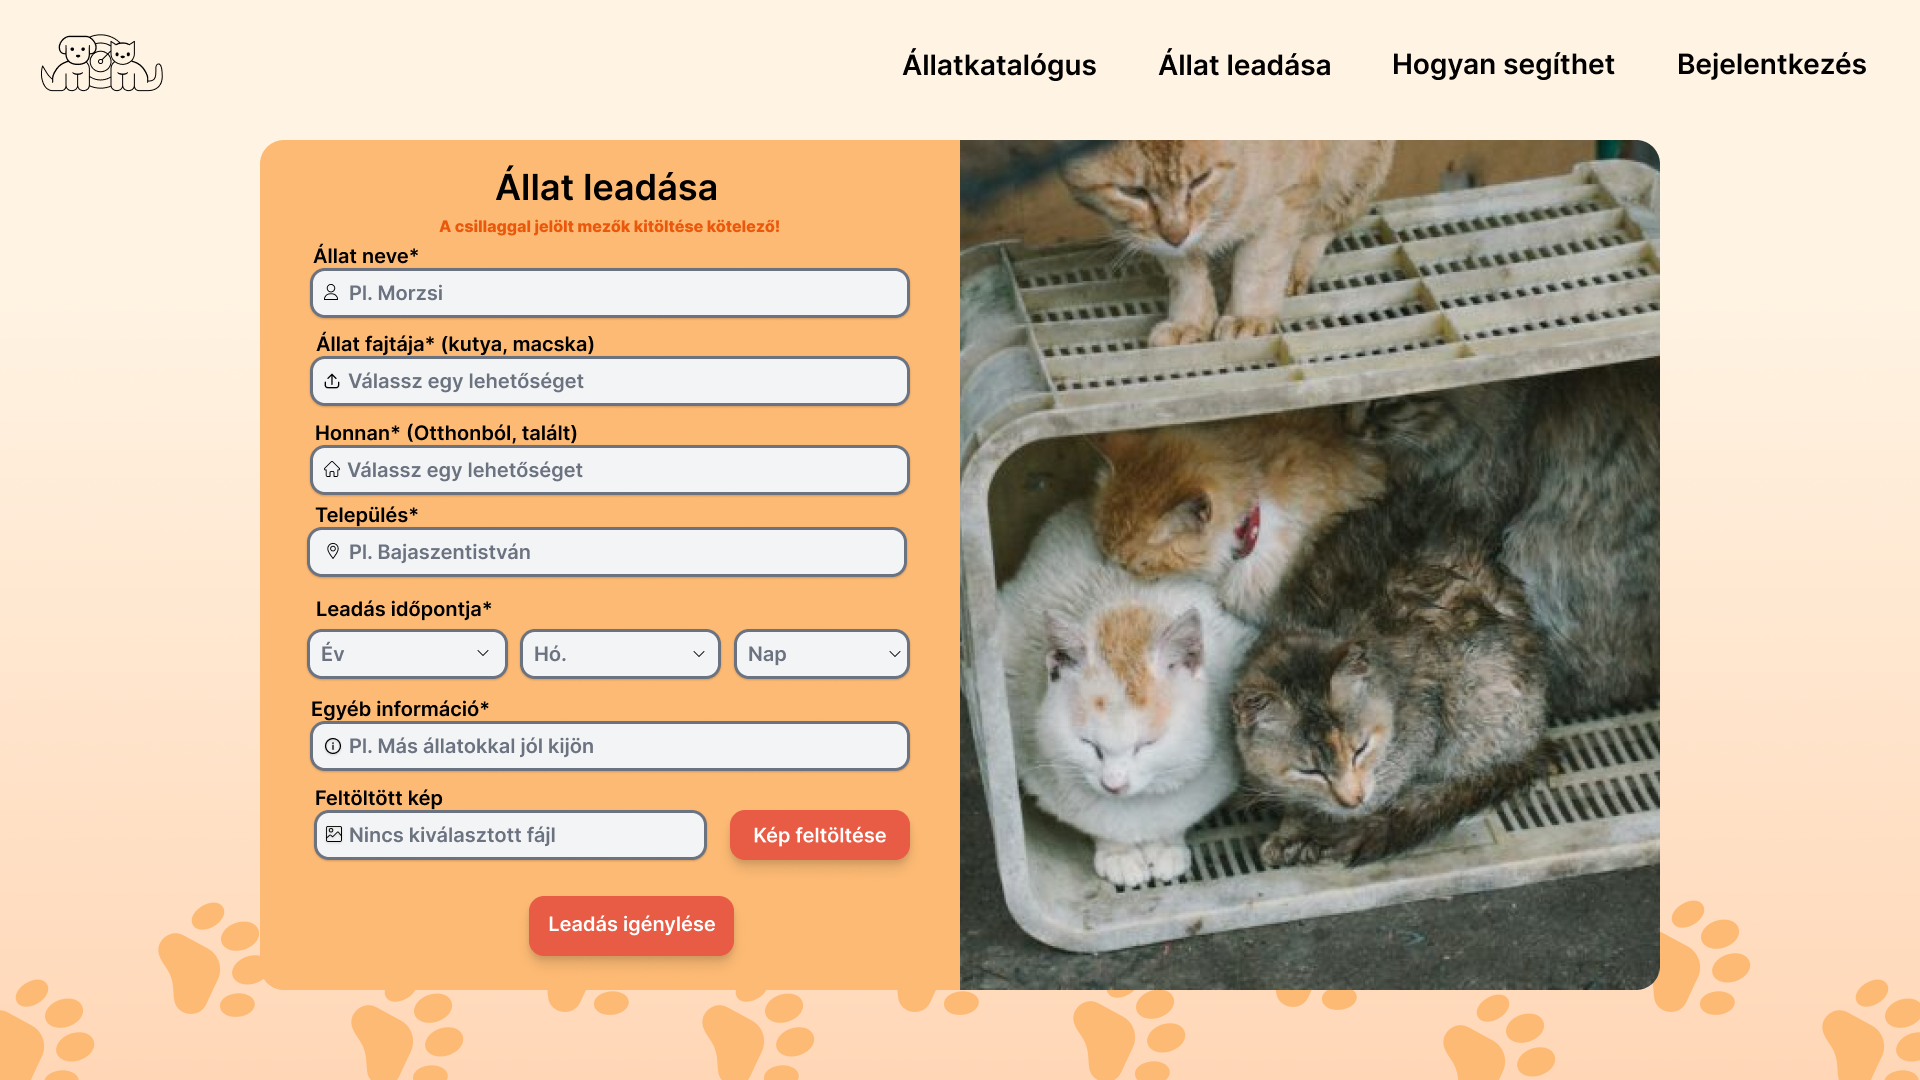 Állatkatalógus
Állat leadása
Hogyan segíthet
Bejelentkezés
Állat leadása
A csillaggal jelölt mezők kitöltése kötelező!
Állat neve*
Pl. Morzsi
Állat fajtája* (kutya, macska)
Válassz egy lehetőséget
Honnan* (Otthonból, talált)
Válassz egy lehetőséget
Település*
Pl. Bajaszentistván
Leadás időpontja*
Év
Hó.
Nap
Egyéb információ*
Pl. Más állatokkal jól kijön
Feltöltött kép
Nincs kiválasztott fájl
Kép feltöltése
Leadás igénylése